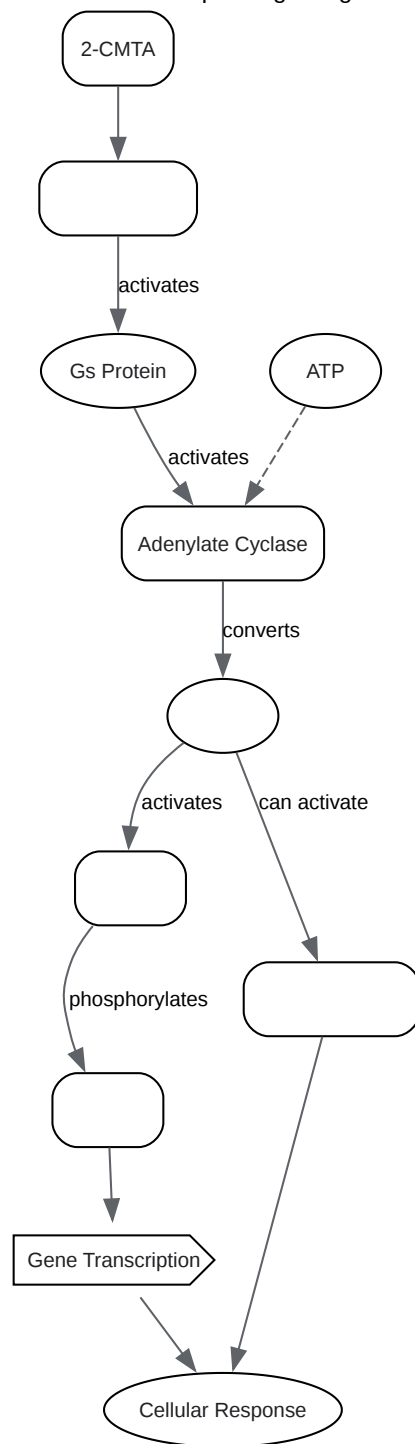 2-CMTA
activates
Gs Protein
ATP
activates
Adenylate Cyclase
converts
activates
can activate
phosphorylates
Gene Transcription
Cellular Response